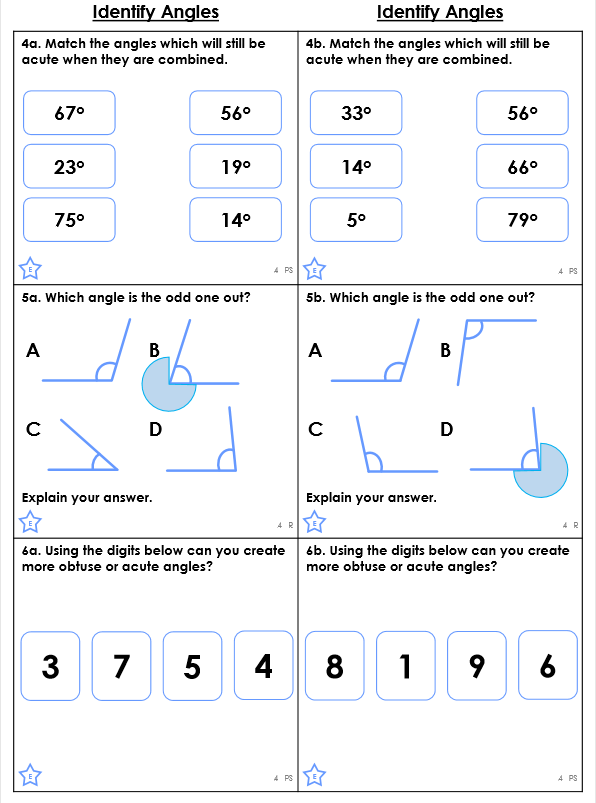 Identify Angles
Identify Angles
4a. Match the angles which will still be
acute when they are combined.
67°
56°
23°
19°
75°
14°
E
4 PS
4b. Match the angles which will still be
acute when they are combined.
33°
56°
14°
66°
5°
79°
E
4 PS
5a. Which angle is the odd one out?
A
B
C
D
Explain your answer.
E
4 R
5b. Which angle is the odd one out?
A
B
C
D
Explain your answer.
E
4 R
6a. Using the digits below can you create
more obtuse or acute angles?
3 7 5 4
E
4 PS
6b. Using the digits below can you create
more obtuse or acute angles?
8 1 9 6
E
4 PS